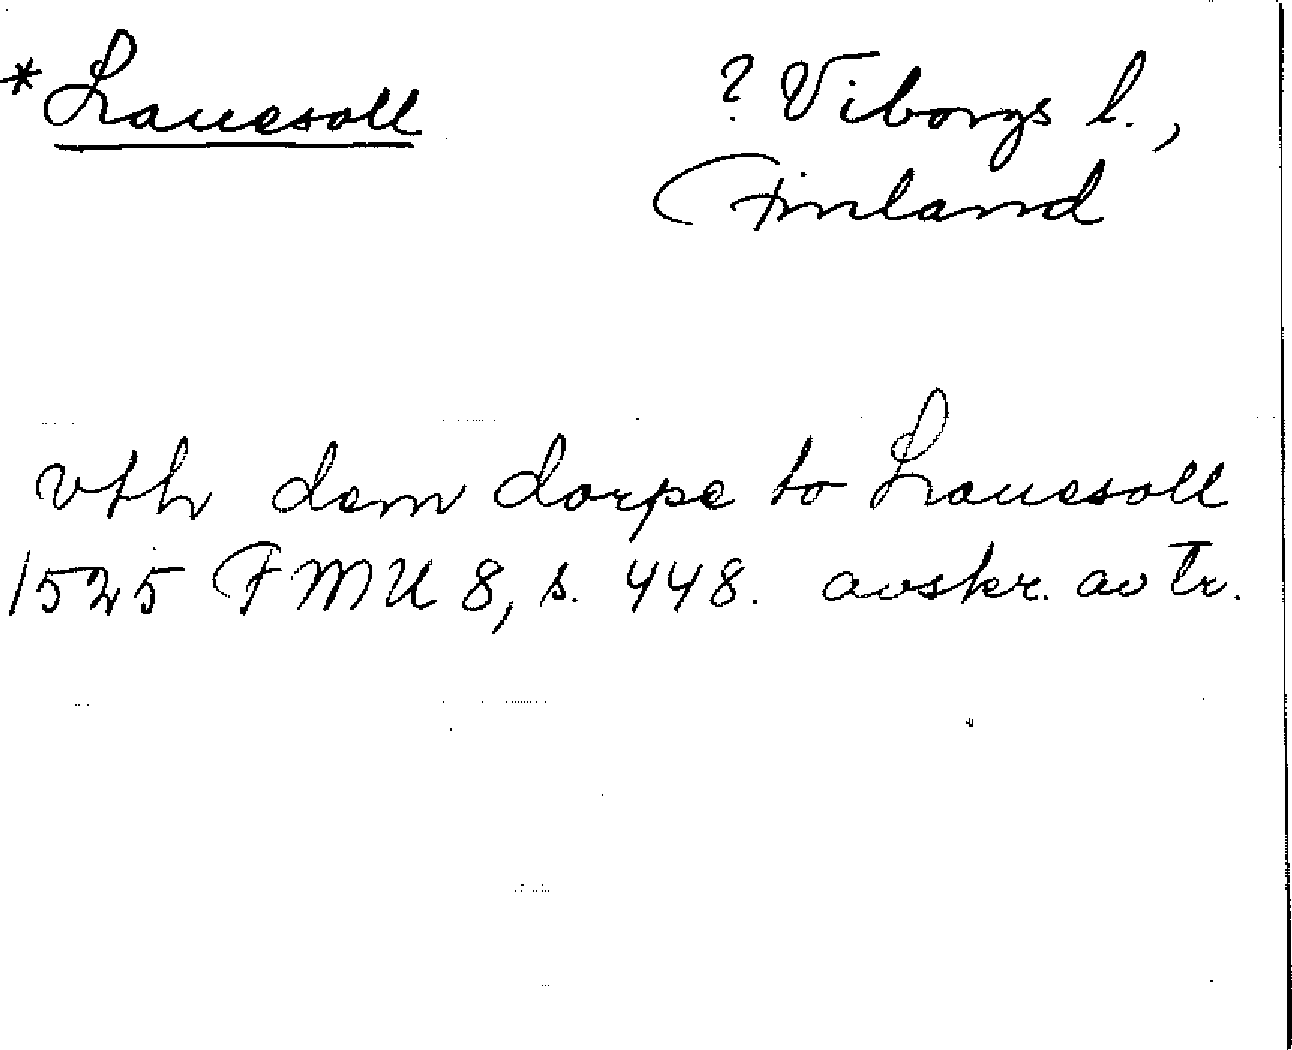 *Lauesoll
? Viborgs l.,
Finland
vth dem dorpe to Lauesoll
1525 FMU 8, s. 448. avskr. av Tr.